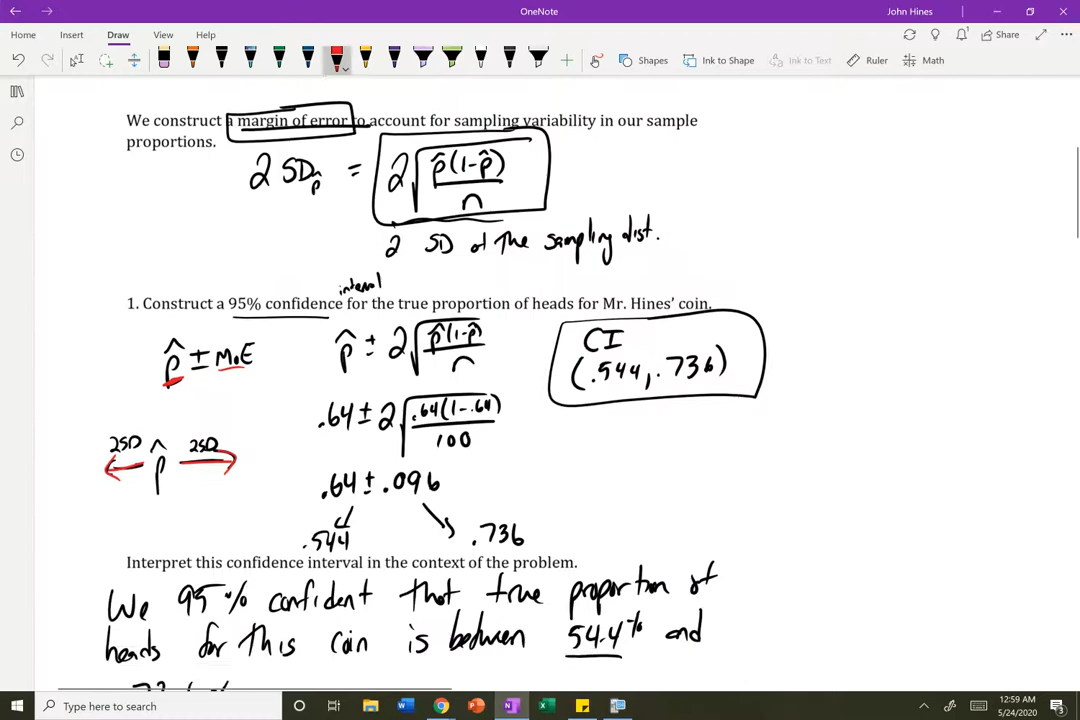 OneNote
John Hines
Home Insert Draw View Help
Share
Shapes Ink to Shape Ink to Text Ruler Math
We construct a margin of error to account for sampling variability in our sample
proportions.
2 SDp̂ = 2√(p̂(1-p̂)/n)
2 SD of the sampling dist.
interval
1. Construct a 95% confidence for the true proportion of heads for Mr. Hines' coin.
p̂ ± MoE
p̂ ± 2√(p̂(1-p̂)/n)
CI
(.544, .736)
.64 ± 2√(.64(1-.64)/100)
2SD p̂ 2SD
.64 ± .096
.544 .736
Interpret this confidence interval in the context of the problem.
We 95% confident that true proportion of
heads for this coin is between 54.4% and
Type here to search
12:59 AM
5/24/2020